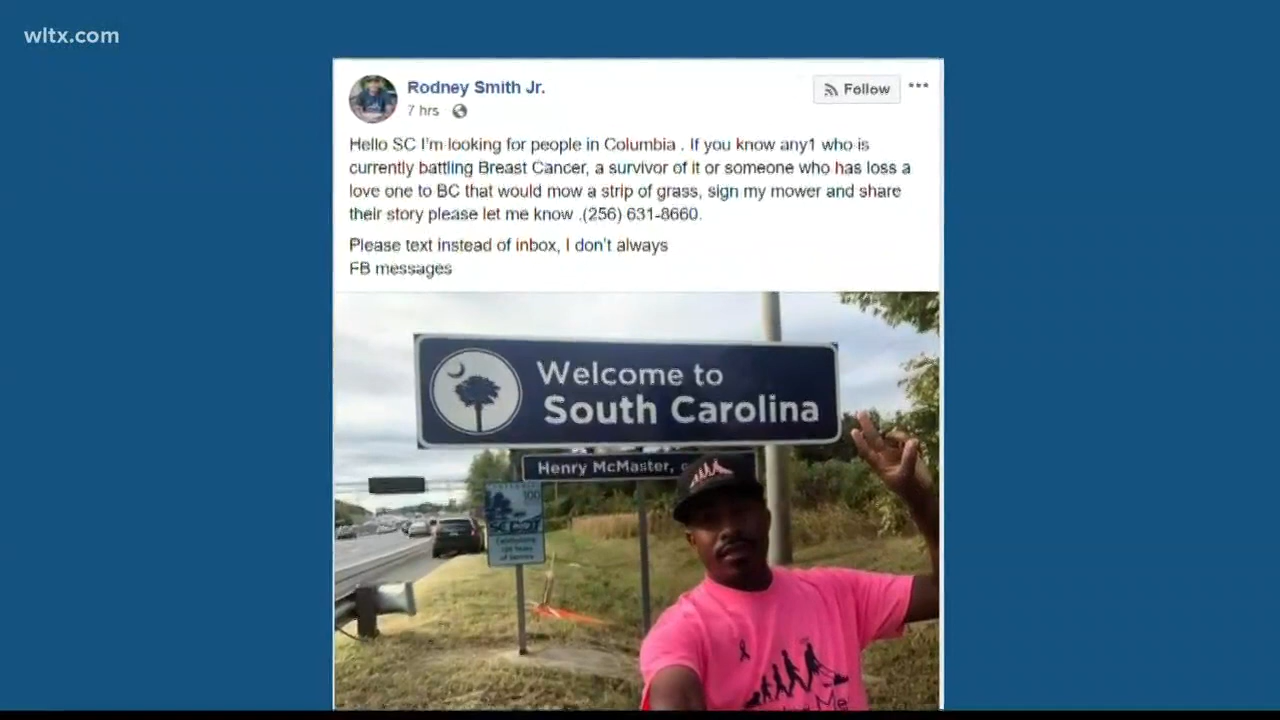 wltx.com
Rodney Smith Jr.
7 hrs
Follow
Hello SC I'm looking for people in Columbia . If you know any1 who is
currently battling Breast Cancer, a survivor of it or someone who has loss a
love one to BC that would mow a strip of grass, sign my mower and share
their story please let me know .(256) 631-8660.
Please text instead of inbox, I don't always
FB messages
Welcome to
South Carolina
Henry McMaster,
100
SCDOT
Me